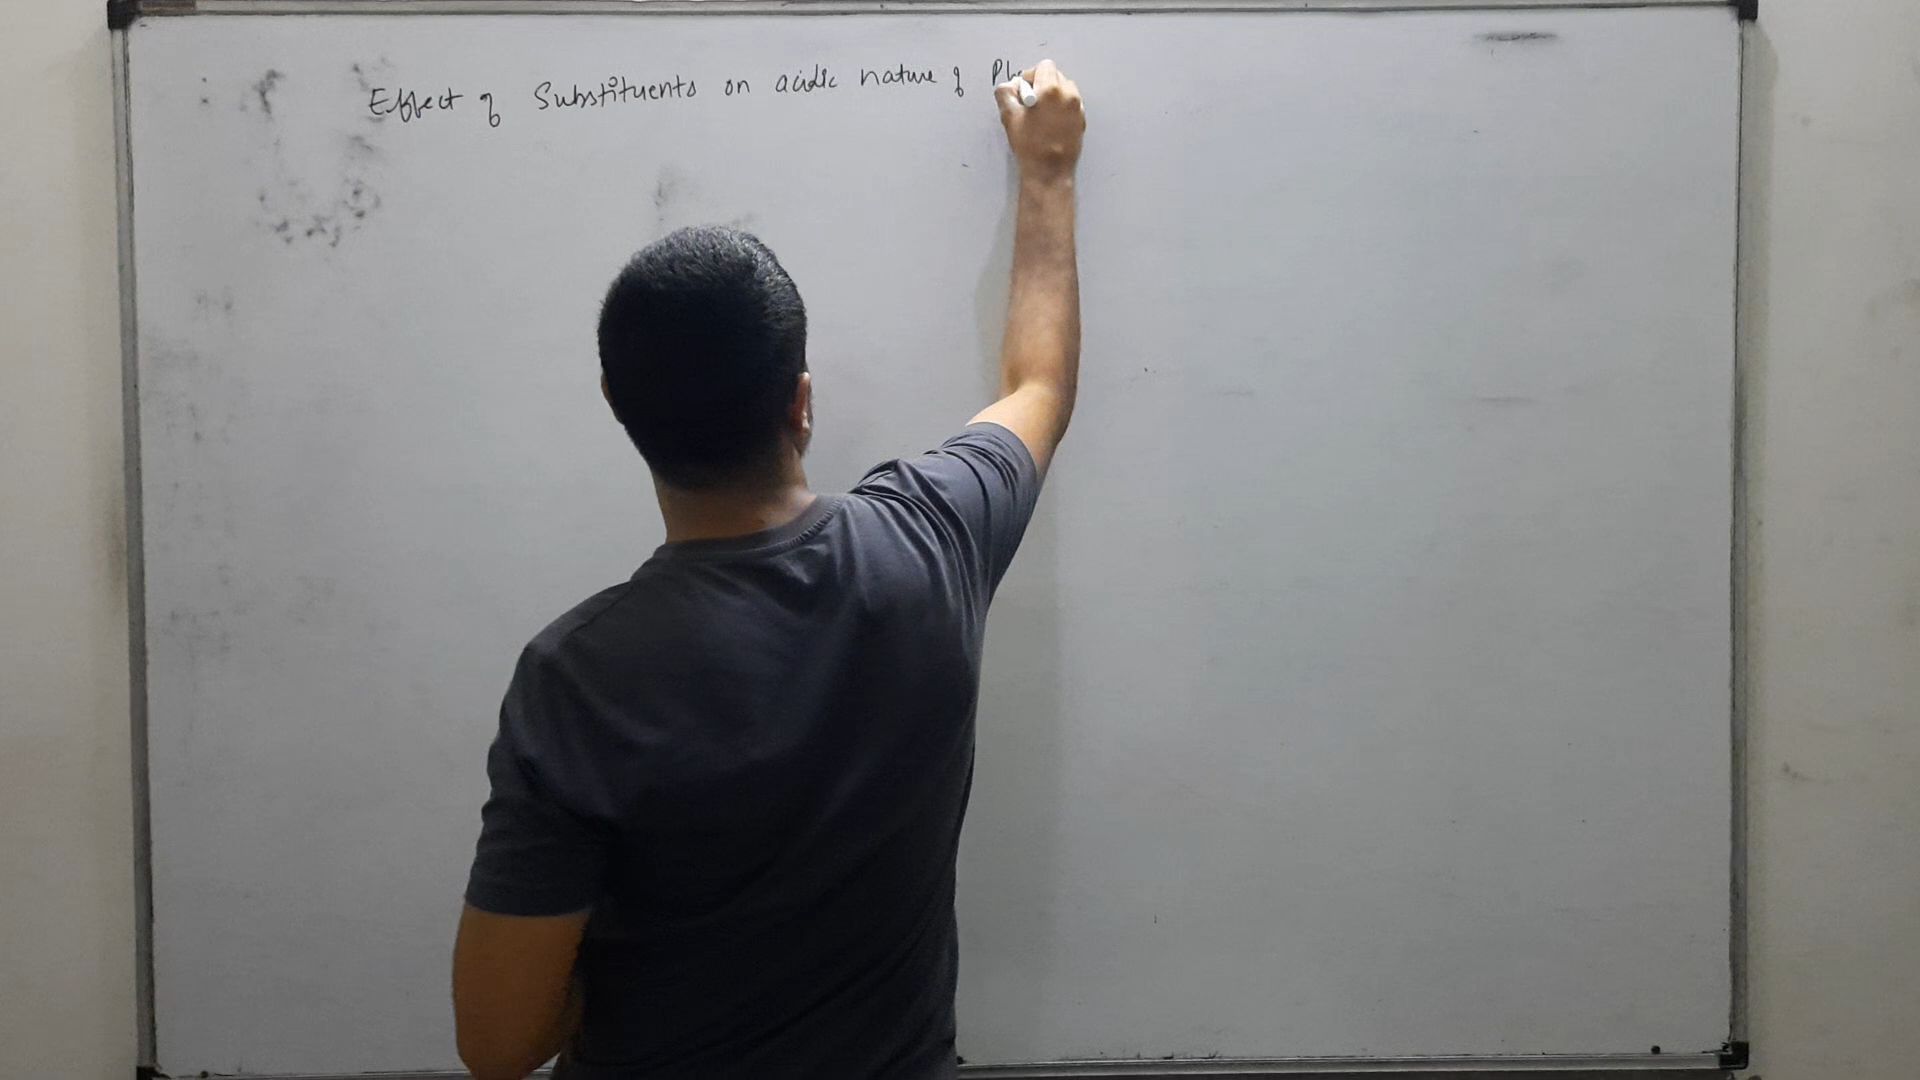 Effect of Substituents on acidic nature of Ph